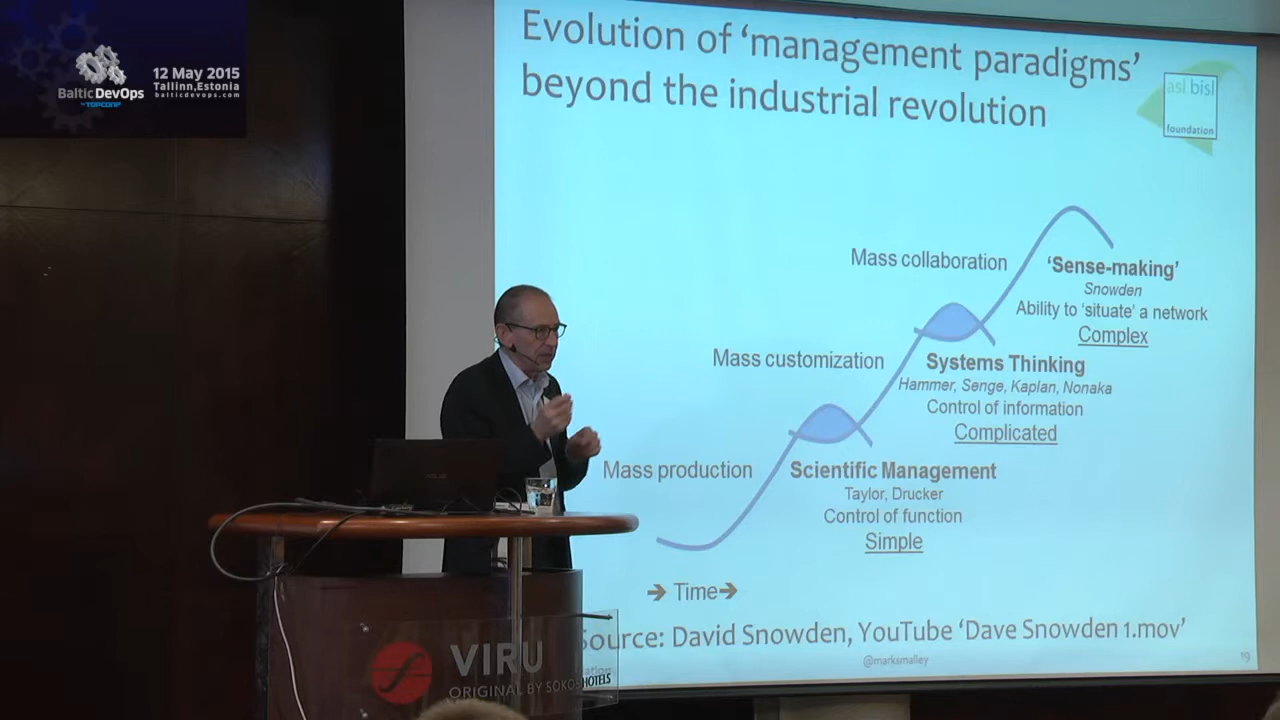 BalticDevOps
by TOPCONF
12 May 2015
Tallinn,Estonia
balticdevops.com
Evolution of ‘management paradigms’
beyond the industrial revolution
asl bisl
foundation
Mass collaboration
‘Sense-making’
Snowden
Ability to ‘situate’ a network
Complex
Mass customization
Systems Thinking
Hammer, Senge, Kaplan, Nonaka
Control of information
Complicated
Mass production
Scientific Management
Taylor, Drucker
Control of function
Simple
→ Time→
Source: David Snowden, YouTube ‘Dave Snowden 1.mov’
@marksmalley
19
VIRU
ORIGINAL BY SOKOS HOTELS